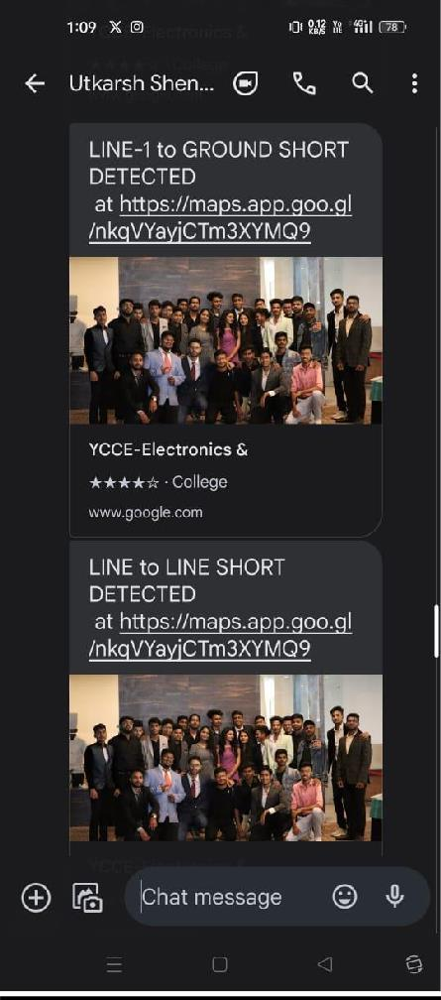 1:09
0.12
KB/S
4G
78
Utkarsh Shen...
LINE-1 to GROUND SHORT
DETECTED
at https://maps.app.goo.gl
/nkqVYayjCTm3XYMQ9
YCCE-Electronics &
★★★★☆ · College
www.google.com
LINE to LINE SHORT
DETECTED
at https://maps.app.goo.gl
/nkqVYayjCTm3XYMQ9
Chat message